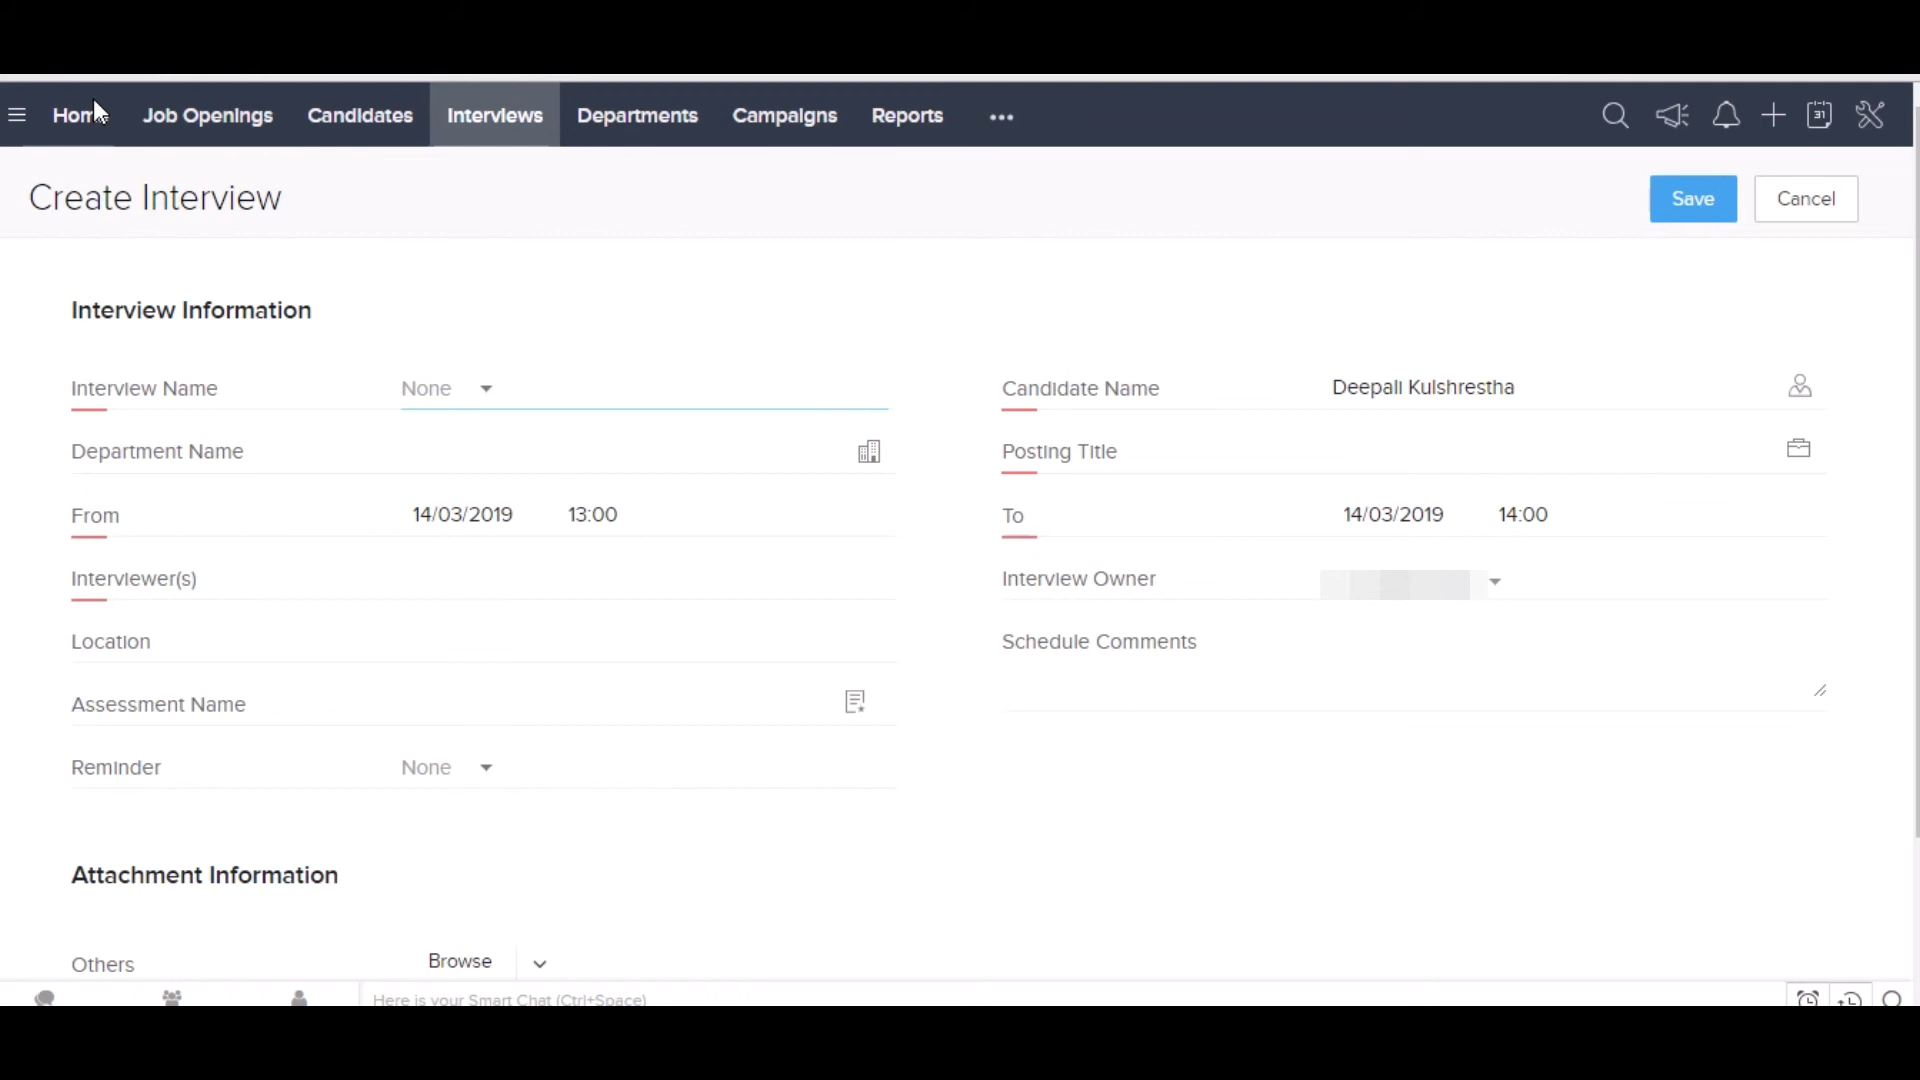 Home Job Openings Candidates Interviews Departments Campaigns Reports ••• 31
Create Interview Save Cancel
Interview Information
Interview Name None Candidate Name Deepali Kulshrestha
Department Name Posting Title
From 14/03/2019 13:00 To 14/03/2019 14:00
Interviewer(s) Interview Owner
Location Schedule Comments
Assessment Name
Reminder None
Attachment Information
Others Browse
Here is your Smart Chat (Ctrl+Space)